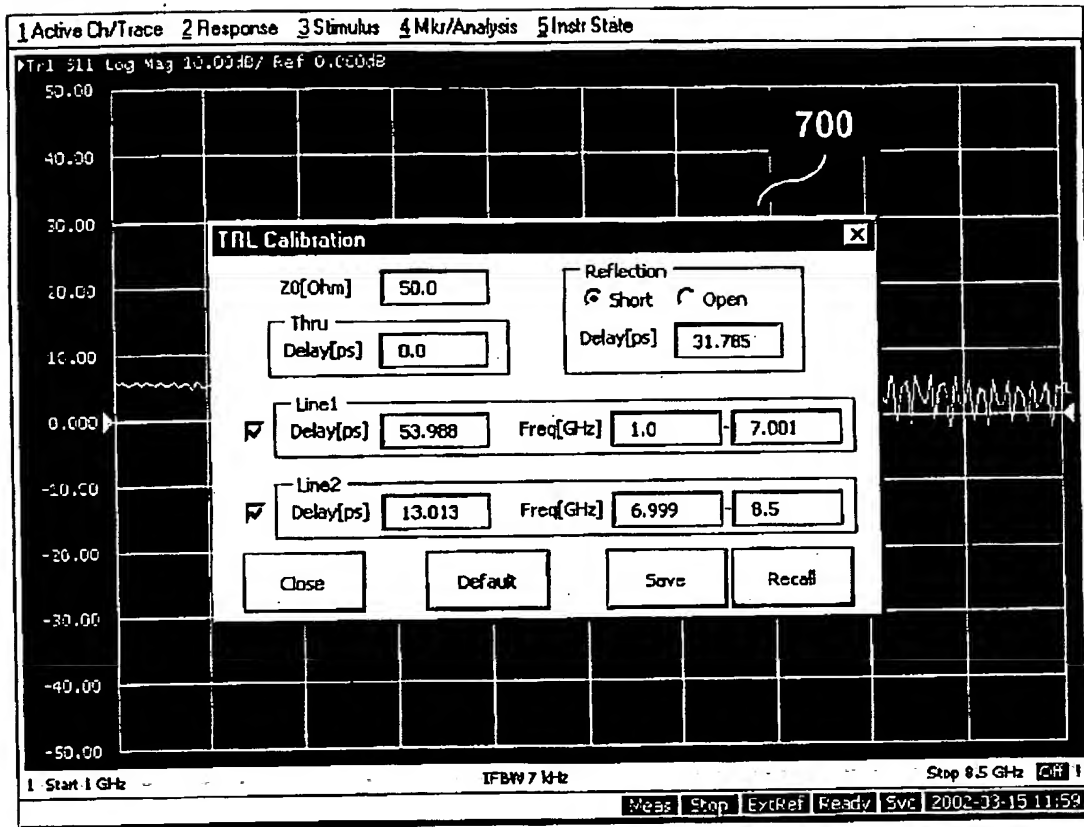 1 Active Ch/Trace 2 Response 3 Stimulus 4 Mkr/Analysis 5 Instr State
Tr1 S11 Log Mag 10.00dB/ Ref 0.000dB
50.00
700
40.00
30.00
TRL Calibration
Z0[Ohm] 50.0
Reflection
Short Open
20.00
Thru
Delay[ps] 0.0
Delay[ps] 31.785
10.00
Line1
0.000
Delay[ps] 53.988 Freq[GHz] 1.0 - 7.001
-10.00
Line2
Delay[ps] 13.013 Freq[GHz] 6.999 - 8.5
-20.00
Close Default Save Recall
-30.00
-40.00
-50.00
1 Start 1 GHz IFBW 7 kHz Stop 8.5 GHz Off
Meas Stop ExtRef Ready Svc 2002-03-15 11:59